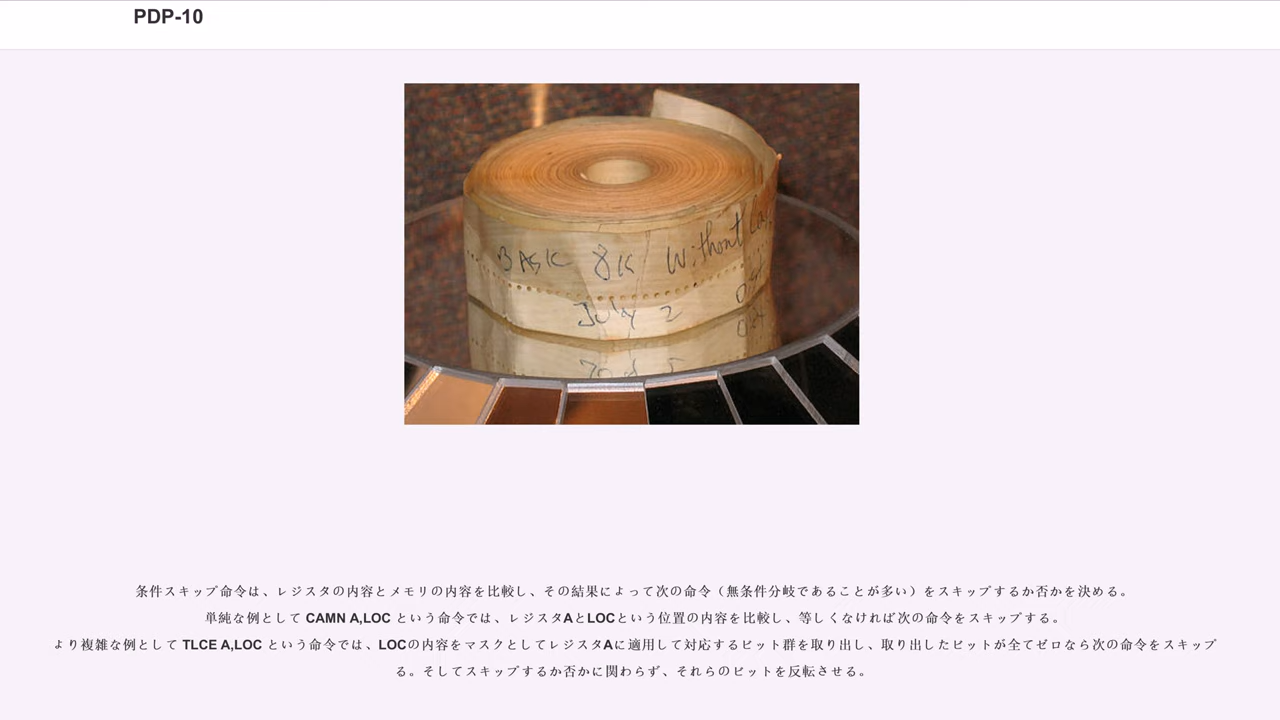 PDP-10
BASIC 8K Without
July 2
条件スキップ命令は、レジスタの内容とメモリの内容を比較し、その結果によって次の命令（無条件分岐であることが多い）をスキップするか否かを決める。
単純な例として CAMN A,LOC という命令では、レジスタAとLOCという位置の内容を比較し、等しくなければ次の命令をスキップする。
より複雑な例として TLCE A,LOC という命令では、LOCの内容をマスクとしてレジスタAに適用して対応するビット群を取り出し、取り出したビットが全てゼロなら次の命令をスキップ
る。そしてスキップするか否かに関わらず、それらのビットを反転させる。